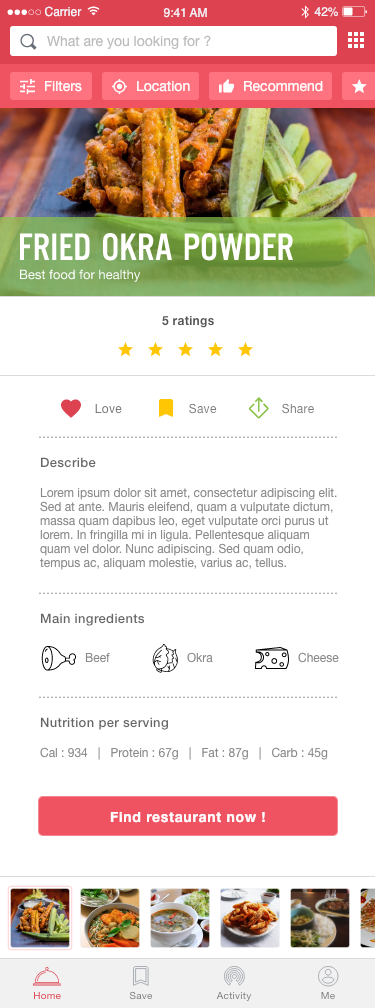 Carrier 9:41 AM 42%
What are you looking for ?
Filters Location Recommend
FRIED OKRA POWDER
Best food for healthy
5 ratings
Love Save Share
Describe
Lorem ipsum dolor sit amet, consectetur adipiscing elit.
Sed at ante. Mauris eleifend, quam a vulputate dictum,
massa quam dapibus leo, eget vulputate orci purus ut
lorem. In fringilla mi in ligula. Pellentesque aliquam
quam vel dolor. Nunc adipiscing. Sed quam odio,
tempus ac, aliquam molestie, varius ac, tellus.
Main ingredients
Beef Okra Cheese
Nutrition per serving
Cal : 934 | Protein : 67g | Fat : 87g | Carb : 45g
Find restaurant now !
Home Save Activity Me